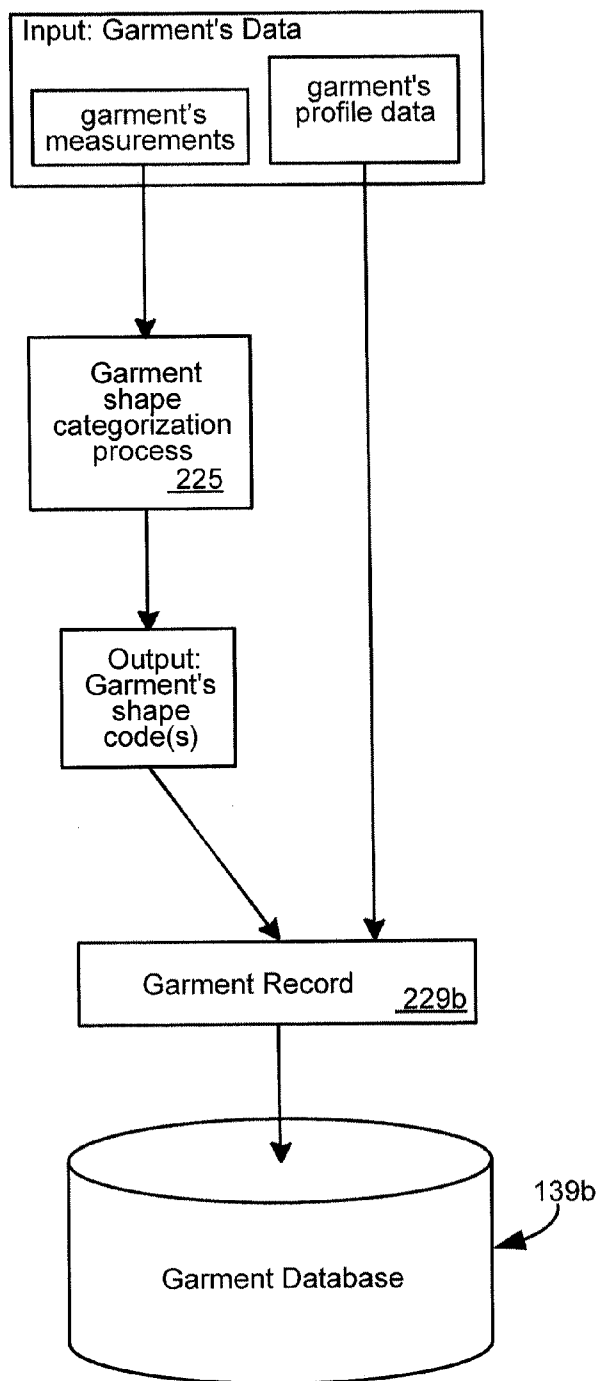 Input: Garment's Data
garment's
measurements
garment's
profile data
Garment
shape
categorization
process
225
Output:
Garment's
shape
code(s)
Garment Record
229b
139b
Garment Database